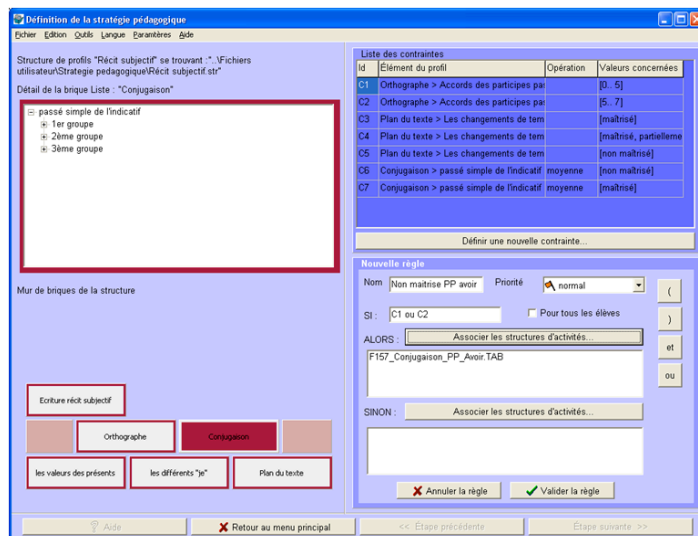 Définition de la stratégie pédagogique
Fichier Edition Outils Langue Paramètres Aide
Structure de profils "Récit subjectif" se trouvant :"..\Fichiers
utilisateur\Strategie pedagogique\Récit subjectif.str"
Détail de la brique Liste : "Conjugaison"
passé simple de l'indicatif
1er groupe
2ème groupe
3ème groupe
Mur de briques de la structure
Ecriture récit subjectif
Orthographe
Conjugaison
les valeurs des présents
les différents "je"
Plan du texte
Liste des contraintes
Id Élément du profil Opération Valeurs concernées
C1 Orthographe > Accords des participes pas [0.. 5]
C2 Orthographe > Accords des participes pas [5.. 7]
C3 Plan du texte > Les changements de tem [maîtrisé]
C4 Plan du texte > Les changements de tem [maîtrisé, partielleme
C5 Plan du texte > Les changements de tem [non maîtrisé]
C6 Conjugaison > passé simple de l'indicatif moyenne [non maîtrisé]
C7 Conjugaison > passé simple de l'indicatif moyenne [maîtrisé]
Définir une nouvelle contrainte...
Nouvelle règle
Nom Non maitrise PP avoir Priorité normal
SI : C1 ou C2 Pour tous les élèves
ALORS : Associer les structures d'activités...
F157_Conjugaison_PP_Avoir.TAB
SINON : Associer les structures d'activités...
(
)
et
ou
Annuler la règle Valider la règle
Aide Retour au menu principal << Étape précédente Étape suivante >>